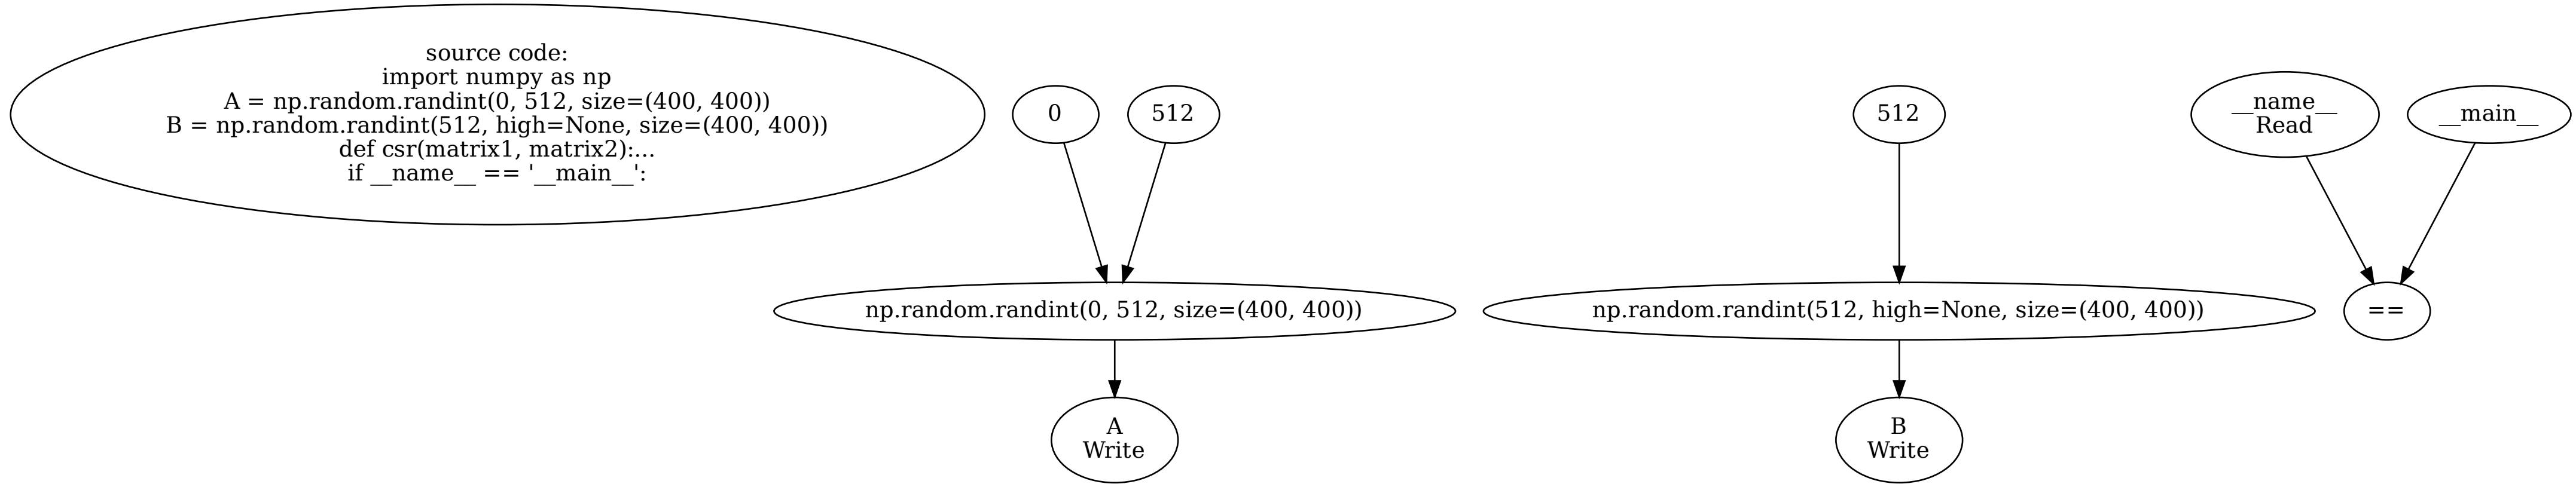 source code:
import numpy as np
A = np.random.randint(0, 512, size=(400, 400))
B = np.random.randint(512, high=None, size=(400, 400))
def csr(matrix1, matrix2):...
if __name__ == '__main__':
0
512
512
__name__
Read
__main__
np.random.randint(0, 512, size=(400, 400))
np.random.randint(512, high=None, size=(400, 400))
==
A
Write
B
Write